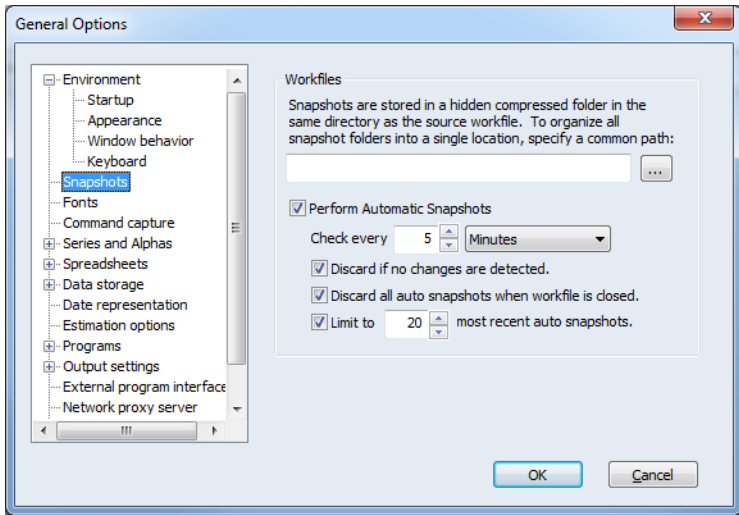 General Options
Environment
Startup
Appearance
Window behavior
Keyboard
Snapshots
Fonts
Command capture
Series and Alphas
Spreadsheets
Data storage
Date representation
Estimation options
Programs
Output settings
External program interface
Network proxy server
Workfiles
Snapshots are stored in a hidden compressed folder in the
same directory as the source workfile. To organize all
snapshot folders into a single location, specify a common path:
...
Perform Automatic Snapshots
Check every 5 Minutes
Discard if no changes are detected.
Discard all auto snapshots when workfile is closed.
Limit to 20 most recent auto snapshots.
OK Cancel